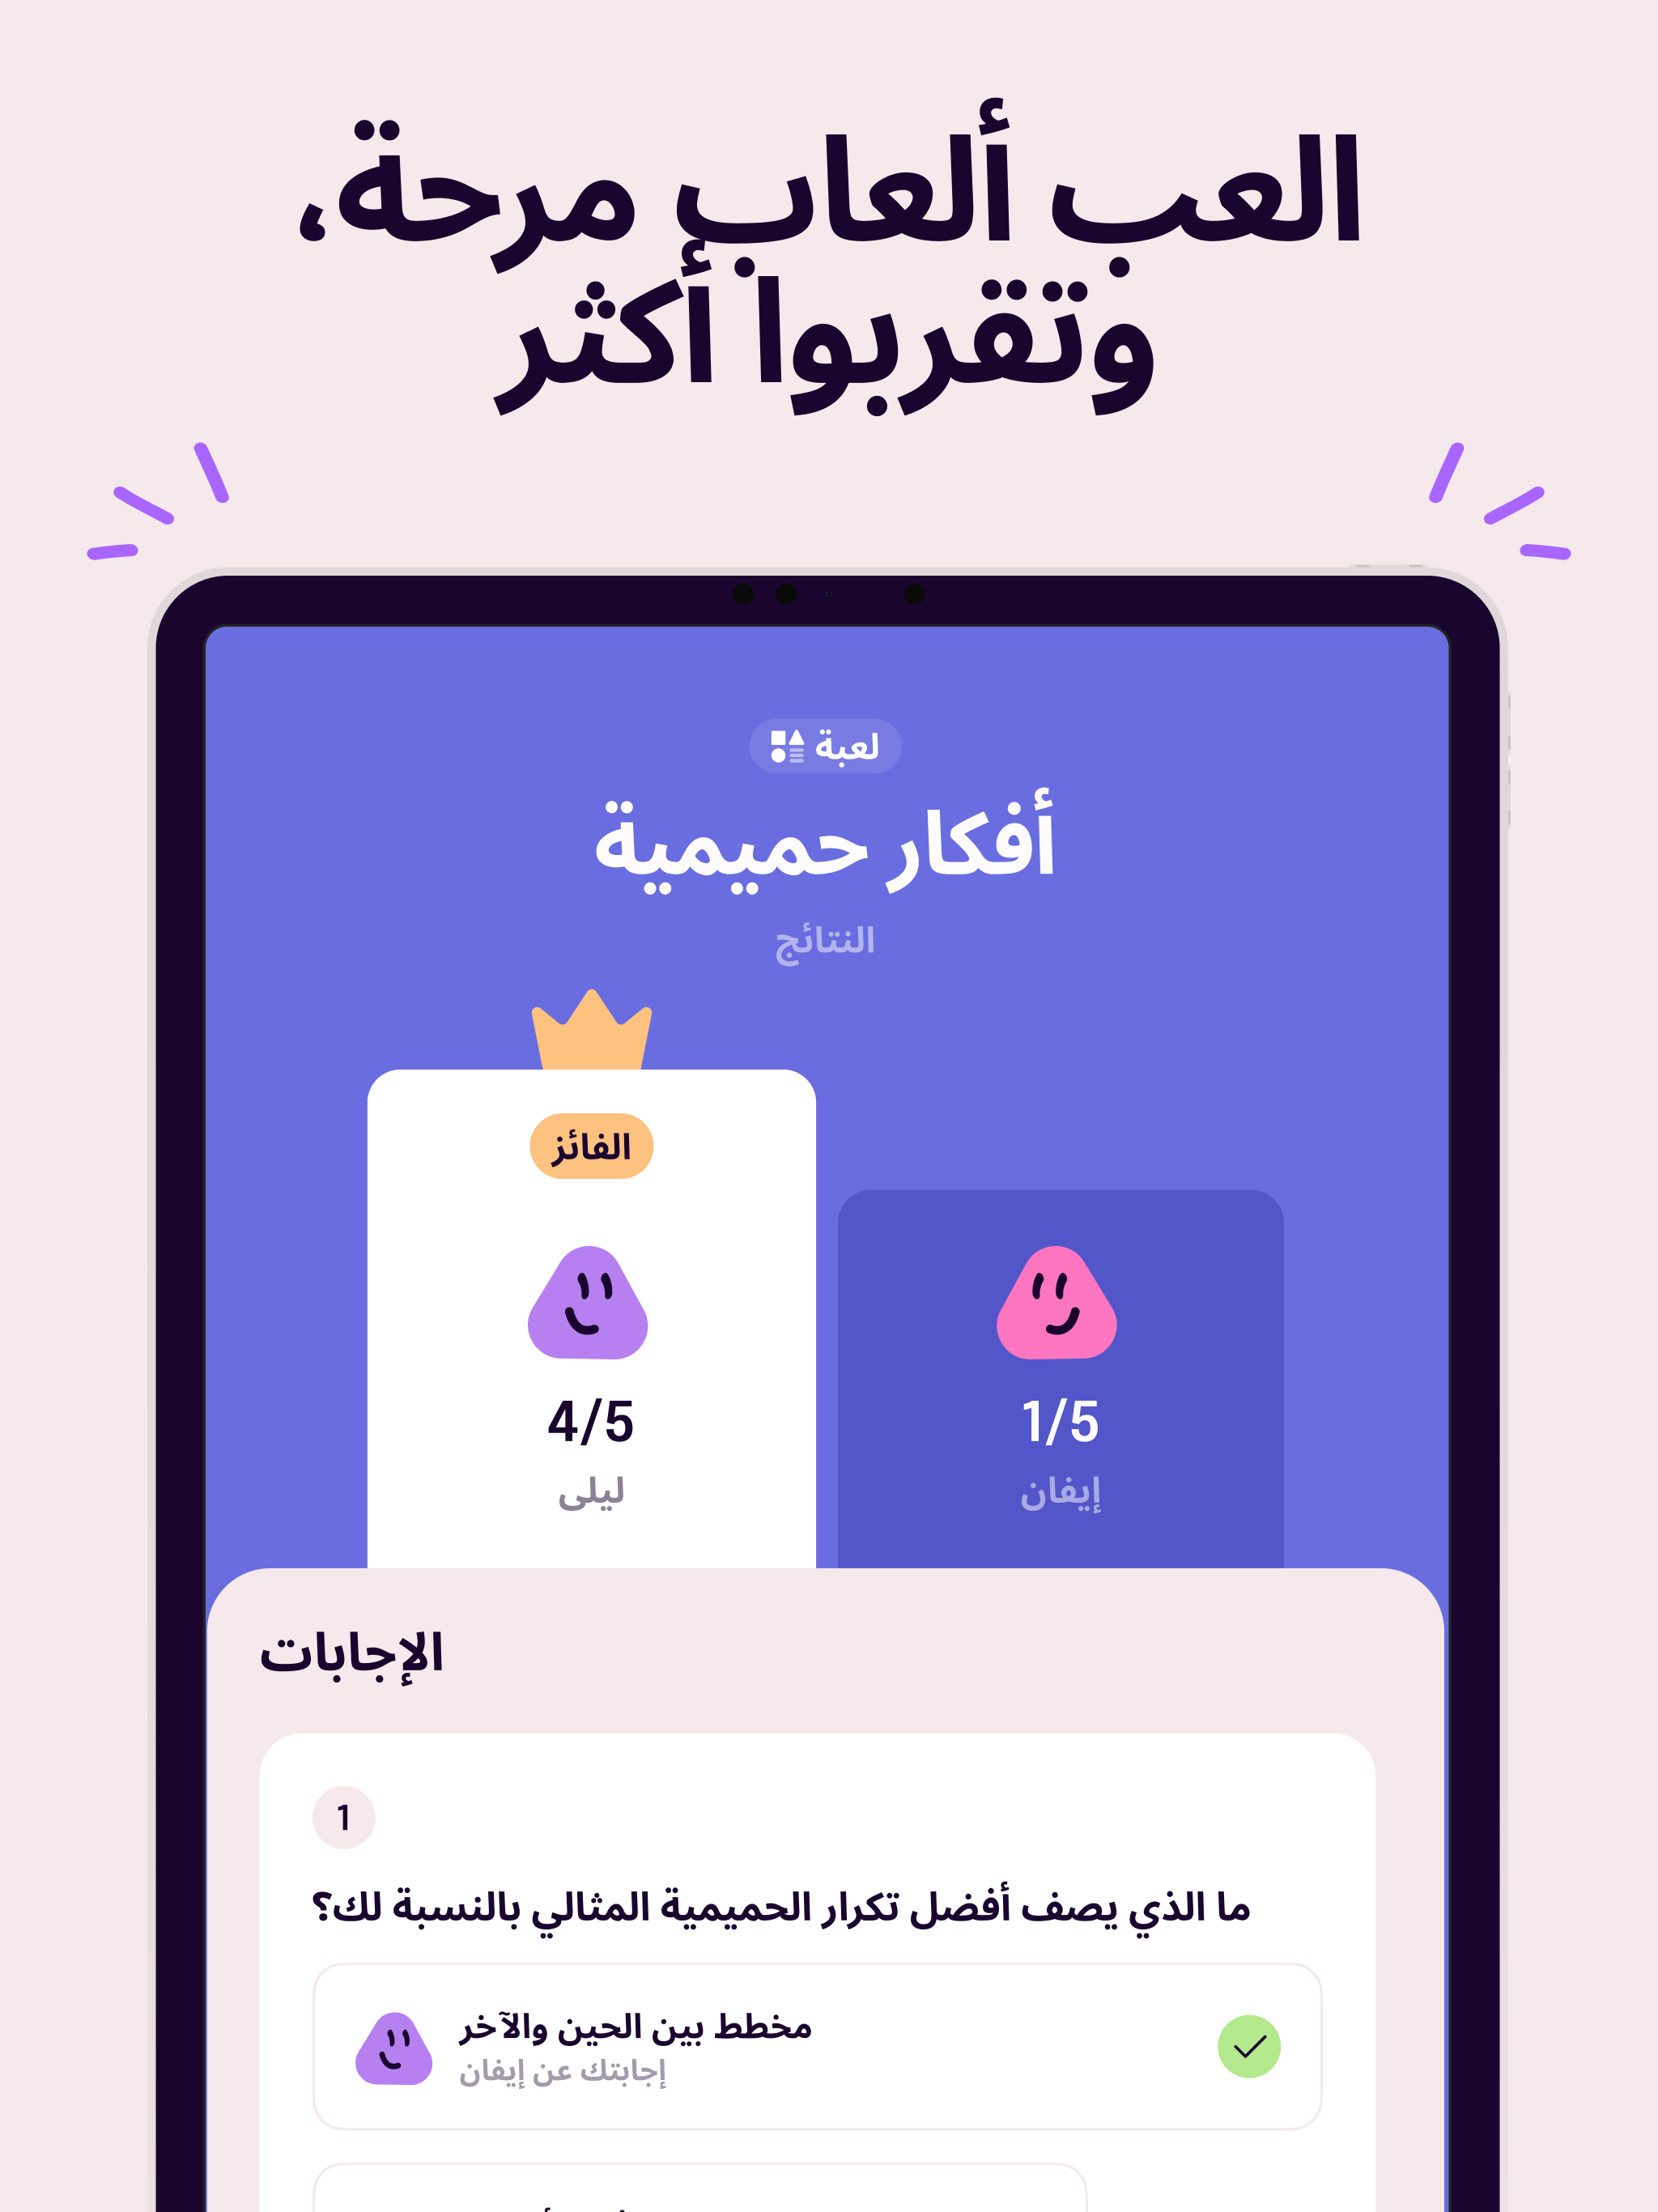 العب ألعاب مرحة،
وتقربوا أكثر
لعبة
أفكار حميمية
النتائج
الفائز
4/5
ليلى
1/5
إيفان
الإجابات
1
ما الذي يصف أفضل تكرار الحميمية المثالي بالنسبة لك؟
مخطط بين الحين والآخر
إجابتك عن إيفان